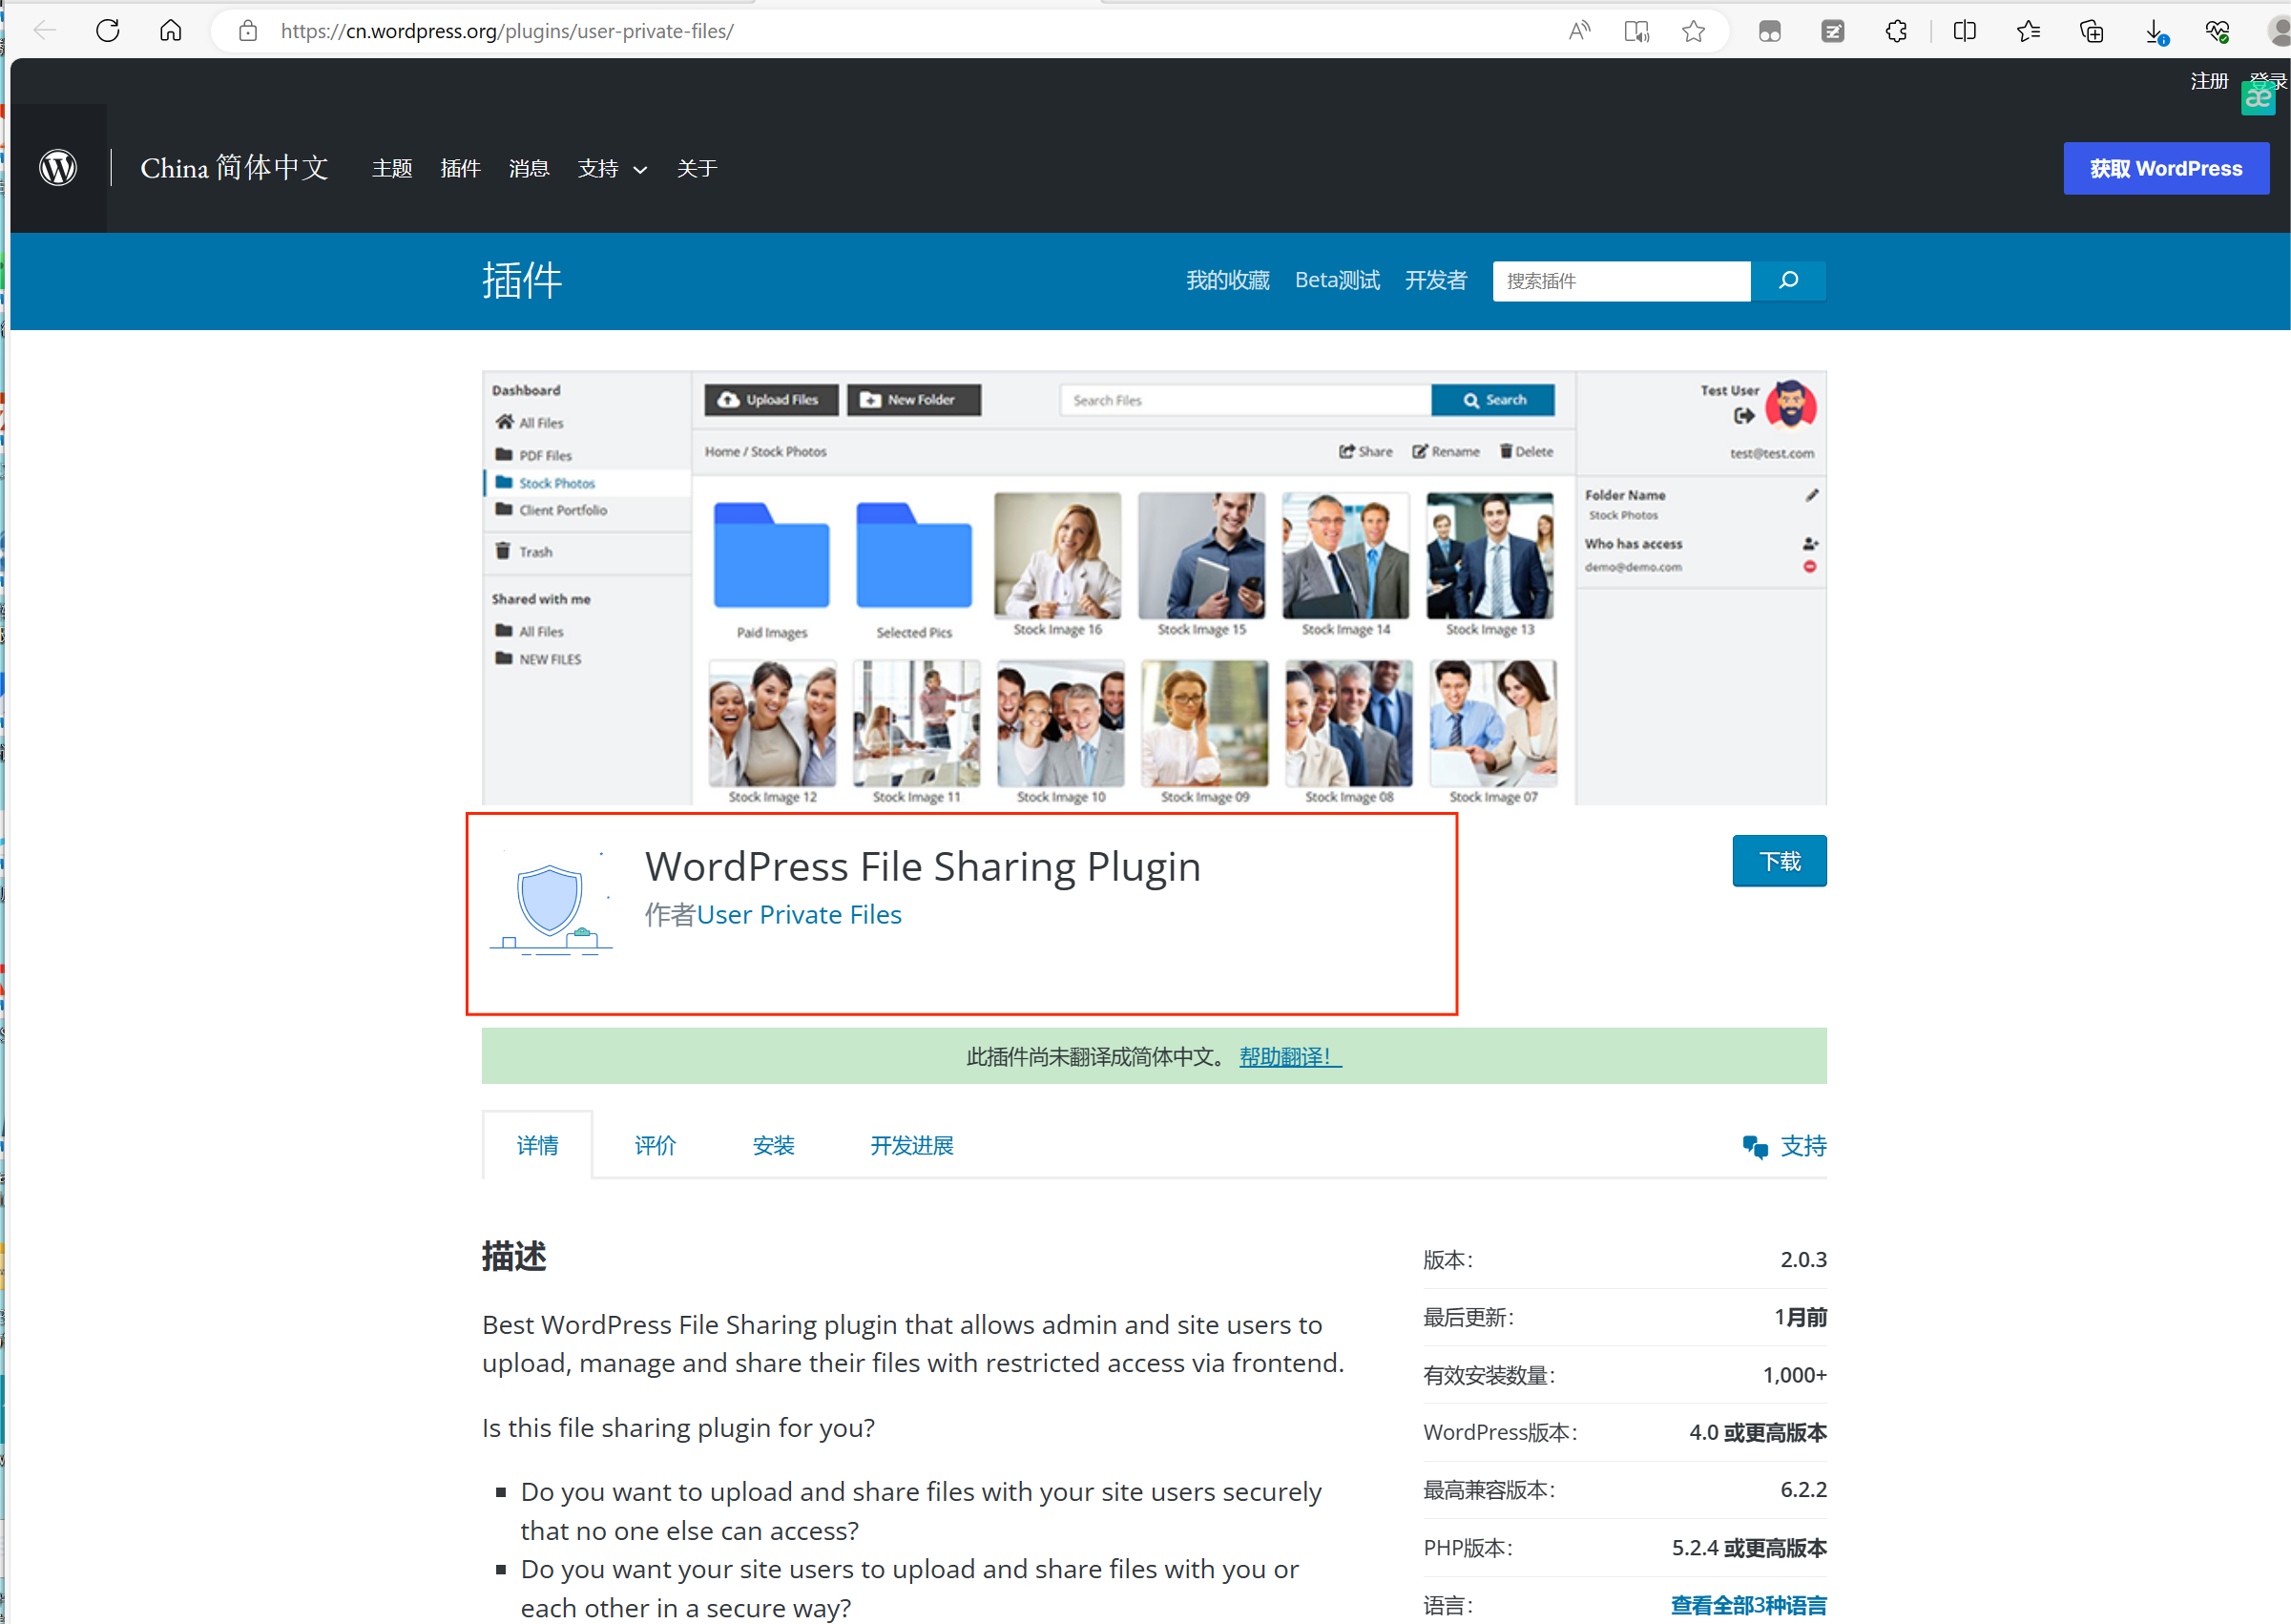 https://cn.wordpress.org/plugins/user-private-files/
注册 登录
China 简体中文 主题 插件 消息 支持 关于
获取 WordPress
插件
我的收藏 Beta测试 开发者 搜索插件
Dashboard
All Files
PDF Files
Stock Photos
Client Portfolio
Trash
Shared with me
All Files
NEW FILES
Upload Files New Folder Search Files Search
Home / Stock Photos Share Rename Delete
Paid Images Selected Pics Stock Image 16 Stock Image 15 Stock Image 14 Stock Image 13
Stock Image 12 Stock Image 11 Stock Image 10 Stock Image 09 Stock Image 08 Stock Image 07
Test User
test@test.com
Folder Name
Stock Photos
Who has access
demo@demo.com
WordPress File Sharing Plugin
作者User Private Files
下载
此插件尚未翻译成简体中文。 帮助翻译！
详情 评价 安装 开发进展 支持
描述
Best WordPress File Sharing plugin that allows admin and site users to
upload, manage and share their files with restricted access via frontend.
Is this file sharing plugin for you?
Do you want to upload and share files with your site users securely
that no one else can access?
Do you want your site users to upload and share files with you or
each other in a secure way?
版本： 2.0.3
最后更新： 1月前
有效安装数量： 1,000+
WordPress版本： 4.0 或更高版本
最高兼容版本： 6.2.2
PHP版本： 5.2.4 或更高版本
语言： 查看全部3种语言